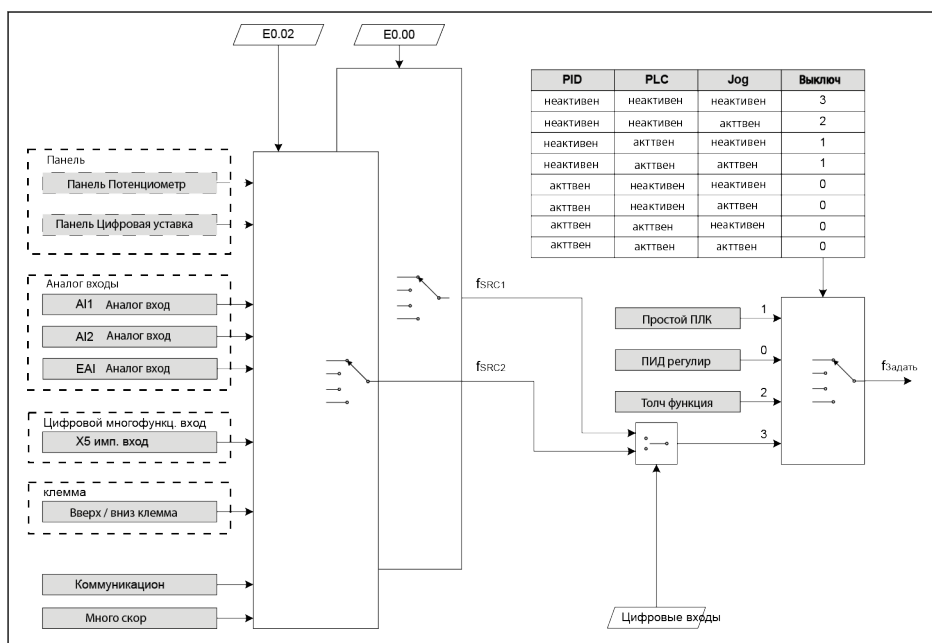 E0.02
E0.00
PID PLC Jog Выключ
неактивен неактивен неактивен 3
неактивен неактивен акттвен 2
неактивен акттвен неактивен 1
неактивен акттвен акттвен 1
акттвен неактивен неактивен 0
акттвен неактивен акттвен 0
акттвен акттвен неактивен 0
акттвен акттвен акттвен 0
Панель
Панель Потенциометр
Панель Цифровая уставка
Аналог входы
AI1 Аналог вход
AI2 Аналог вход
EAI Аналог вход
Цифровой многофункц. вход
X5 имп. вход
клемма
Вверх / вниз клемма
Коммуникацион
Много скор
fSRC1
fSRC2
Простой ПЛК 1
ПИД регулир 0
Толч функция 2
3
fЗадать
Цифровые входы